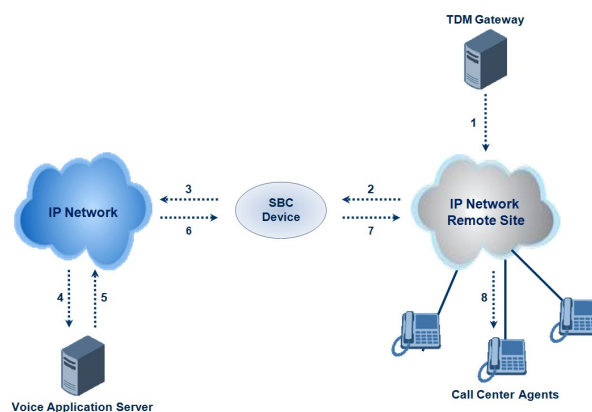 TDM Gateway
1
IP Network
3
6
SBC
Device
2
7
IP Network
Remote Site
4
5
8
Voice Application Server
Call Center Agents